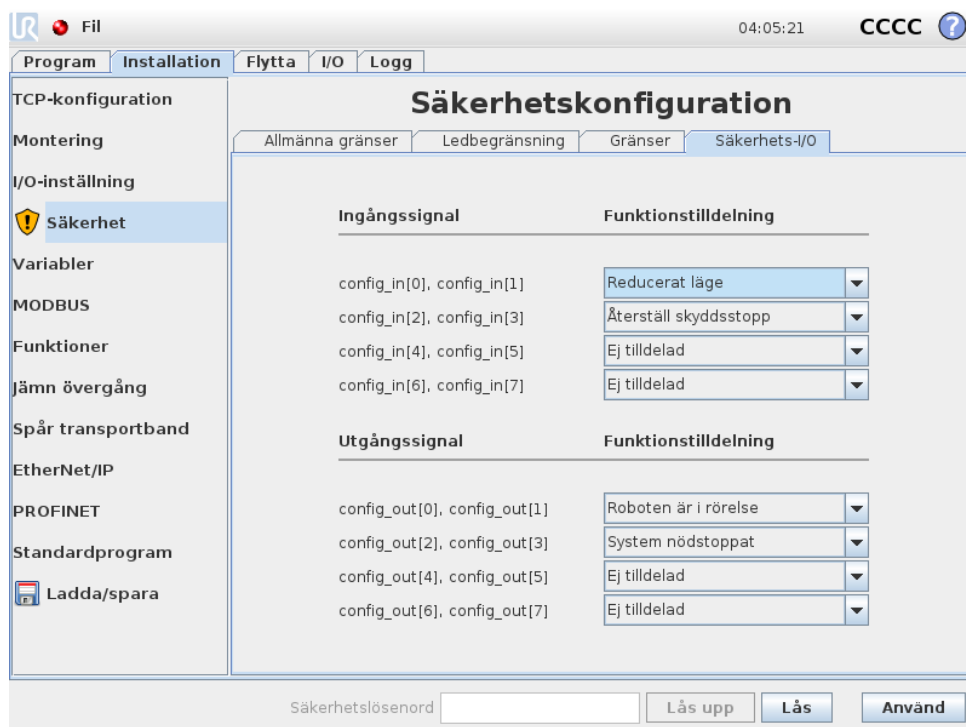 UR Fil 04:05:21 CCCC ?
Program Installation Flytta I/O Logg
TCP-konfiguration
Montering
I/O-inställning
Säkerhet
Variabler
MODBUS
Funktioner
Jämn övergång
Spår transportband
EtherNet/IP
PROFINET
Standardprogram
Ladda/spara
Säkerhetskonfiguration
Allmänna gränser Ledbegränsning Gränser Säkerhets-I/O
Ingångssignal Funktionstilldelning
config_in[0], config_in[1] Reducerat läge
config_in[2], config_in[3] Återställ skyddsstopp
config_in[4], config_in[5] Ej tilldelad
config_in[6], config_in[7] Ej tilldelad
Utgångssignal Funktionstilldelning
config_out[0], config_out[1] Roboten är i rörelse
config_out[2], config_out[3] System nödstoppat
config_out[4], config_out[5] Ej tilldelad
config_out[6], config_out[7] Ej tilldelad
Säkerhetslösenord Lås upp Lås Använd